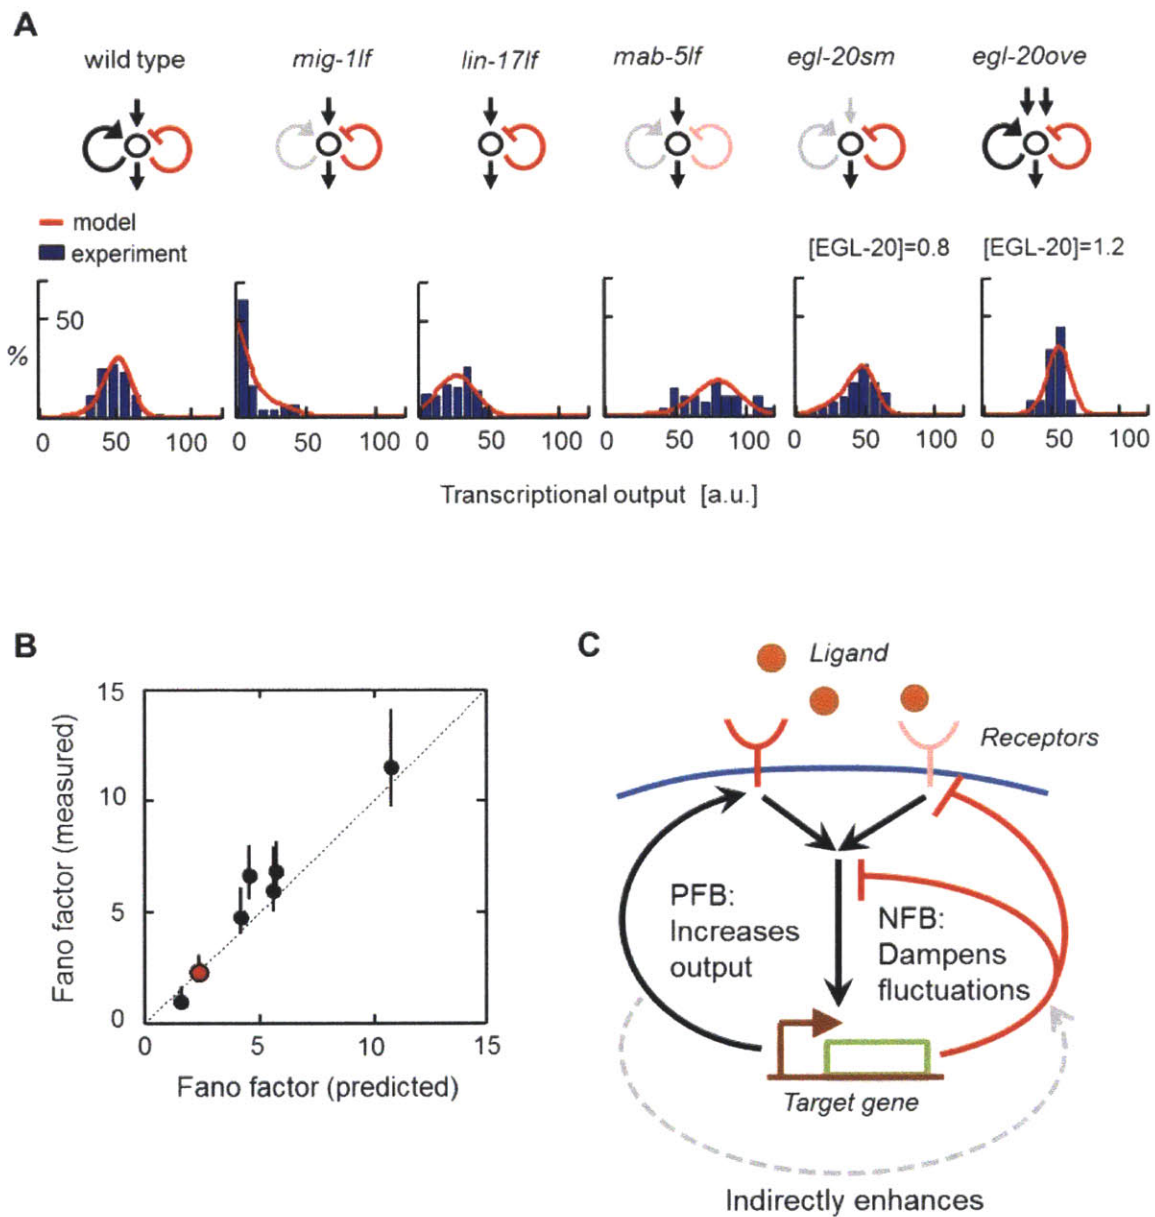 A
wild type mig-1lf lin-17lf mab-5lf egl-20sm egl-20ove
model
experiment
[EGL-20]=0.8 [EGL-20]=1.2
50
%
0 50 100 0 50 100 0 50 100 0 50 100 0 50 100 0 50 100
Transcriptional output [a.u.]
B
15
10
5
0
Fano factor (measured)
0 5 10 15
Fano factor (predicted)
C
Ligand
Receptors
PFB:
Increases
output
NFB:
Dampens
fluctuations
Target gene
Indirectly enhances